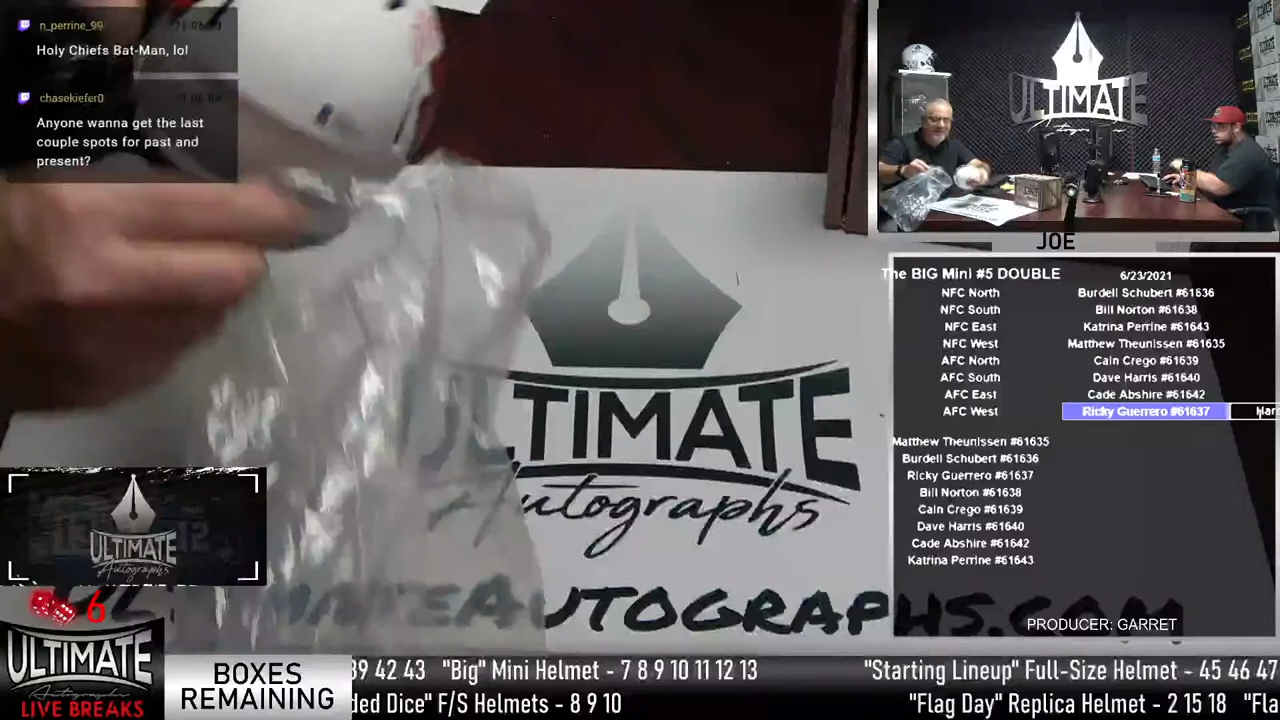 n_perrine_99
Holy Chiefs Bat-Man, lol
chasekiefer0
Anyone wanna get the last
couple spots for past and
present?
ULTIMATE
Autographs
JOE
The BIG Mini #5 DOUBLE 6/23/2021
NFC North Burdell Schubert #61636
NFC South Bill Norton #61638
NFC East Katrina Perrine #61643
NFC West Matthew Theunissen #61635
AFC North Cain Crego #61639
AFC South Dave Harris #61640
AFC East Cade Abshire #61642
AFC West Ricky Guerrero #61637
Matthew Theunissen #61635
Burdell Schubert #61636
Ricky Guerrero #61637
Bill Norton #61638
Cain Crego #61639
Dave Harris #61640
Cade Abshire #61642
Katrina Perrine #61643
PRODUCER: GARRET
ULTIMATE
Autographs
AUTOGRAPHS.COM
ULTIMATE
Autographs
6
ULTIMATE
Autographs
LIVE BREAKS
BOXES
REMAINING
39 42 43 "Big" Mini Helmet - 7 8 9 10 11 12 13 "Starting Lineup" Full-Size Helmet - 45 46 47
ded Dice" F/S Helmets - 8 9 10 "Flag Day" Replica Helmet - 2 15 18 "Fla